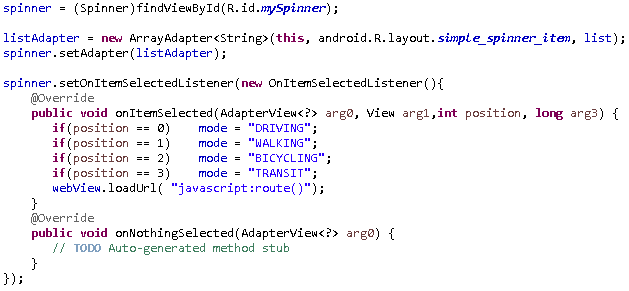 spinner = (Spinner)findViewById(R.id.mySpinner);
listAdapter = new ArrayAdapter<String>(this, android.R.layout.simple_spinner_item, list);
spinner.setAdapter(listAdapter);
spinner.setOnItemSelectedListener(new OnItemSelectedListener(){
@Override
public void onItemSelected(AdapterView<?> arg0, View arg1,int position, long arg3) {
if(position == 0) mode = "DRIVING";
if(position == 1) mode = "WALKING";
if(position == 2) mode = "BICYCLING";
if(position == 3) mode = "TRANSIT";
webView.loadUrl( "javascript:route()");
}
@Override
public void onNothingSelected(AdapterView<?> arg0) {
// TODO Auto-generated method stub
}
});